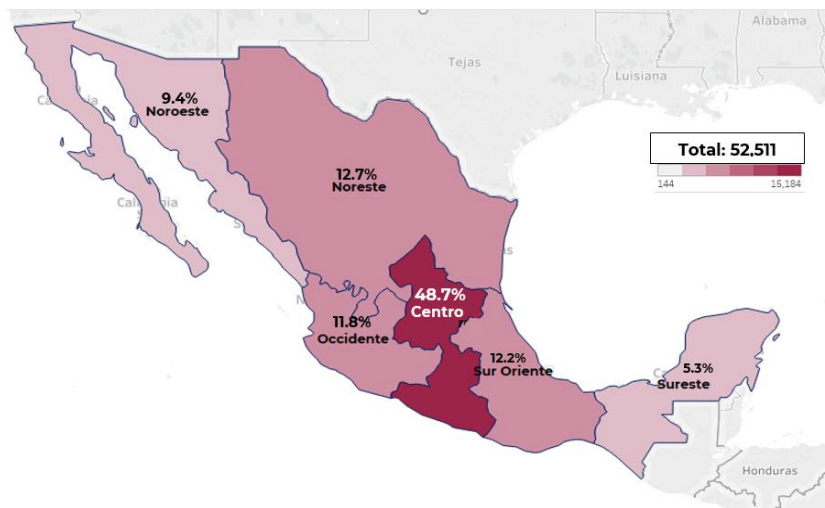 Alabama
Tejas
Luisiana
9.4%
Noroeste
Total: 52,511
144
15,184
12.7%
Noreste
48.7%
Centro
11.8%
Occidente
12.2%
Sur Oriente
5.3%
Sureste
Honduras